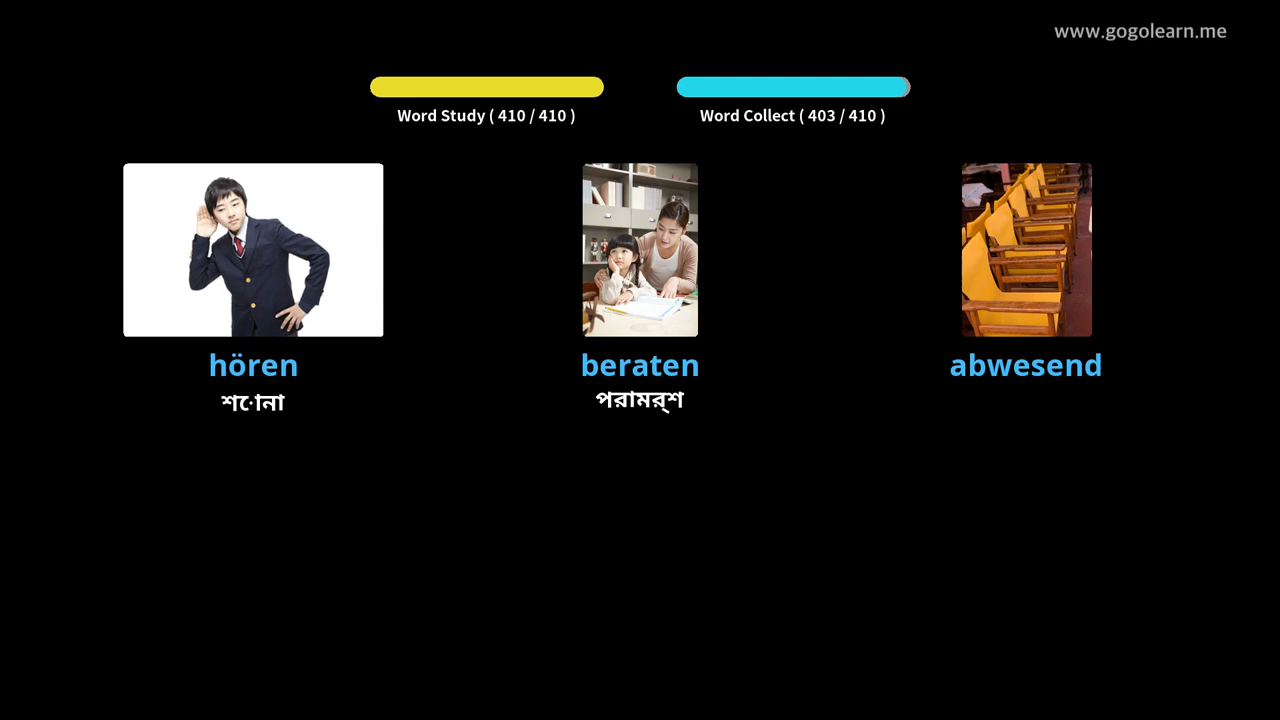 www.gogolearn.me
Word Study ( 410 / 410 )
Word Collect ( 403 / 410 )
hören
beraten
abwesend
শোনা
পরামর্শ